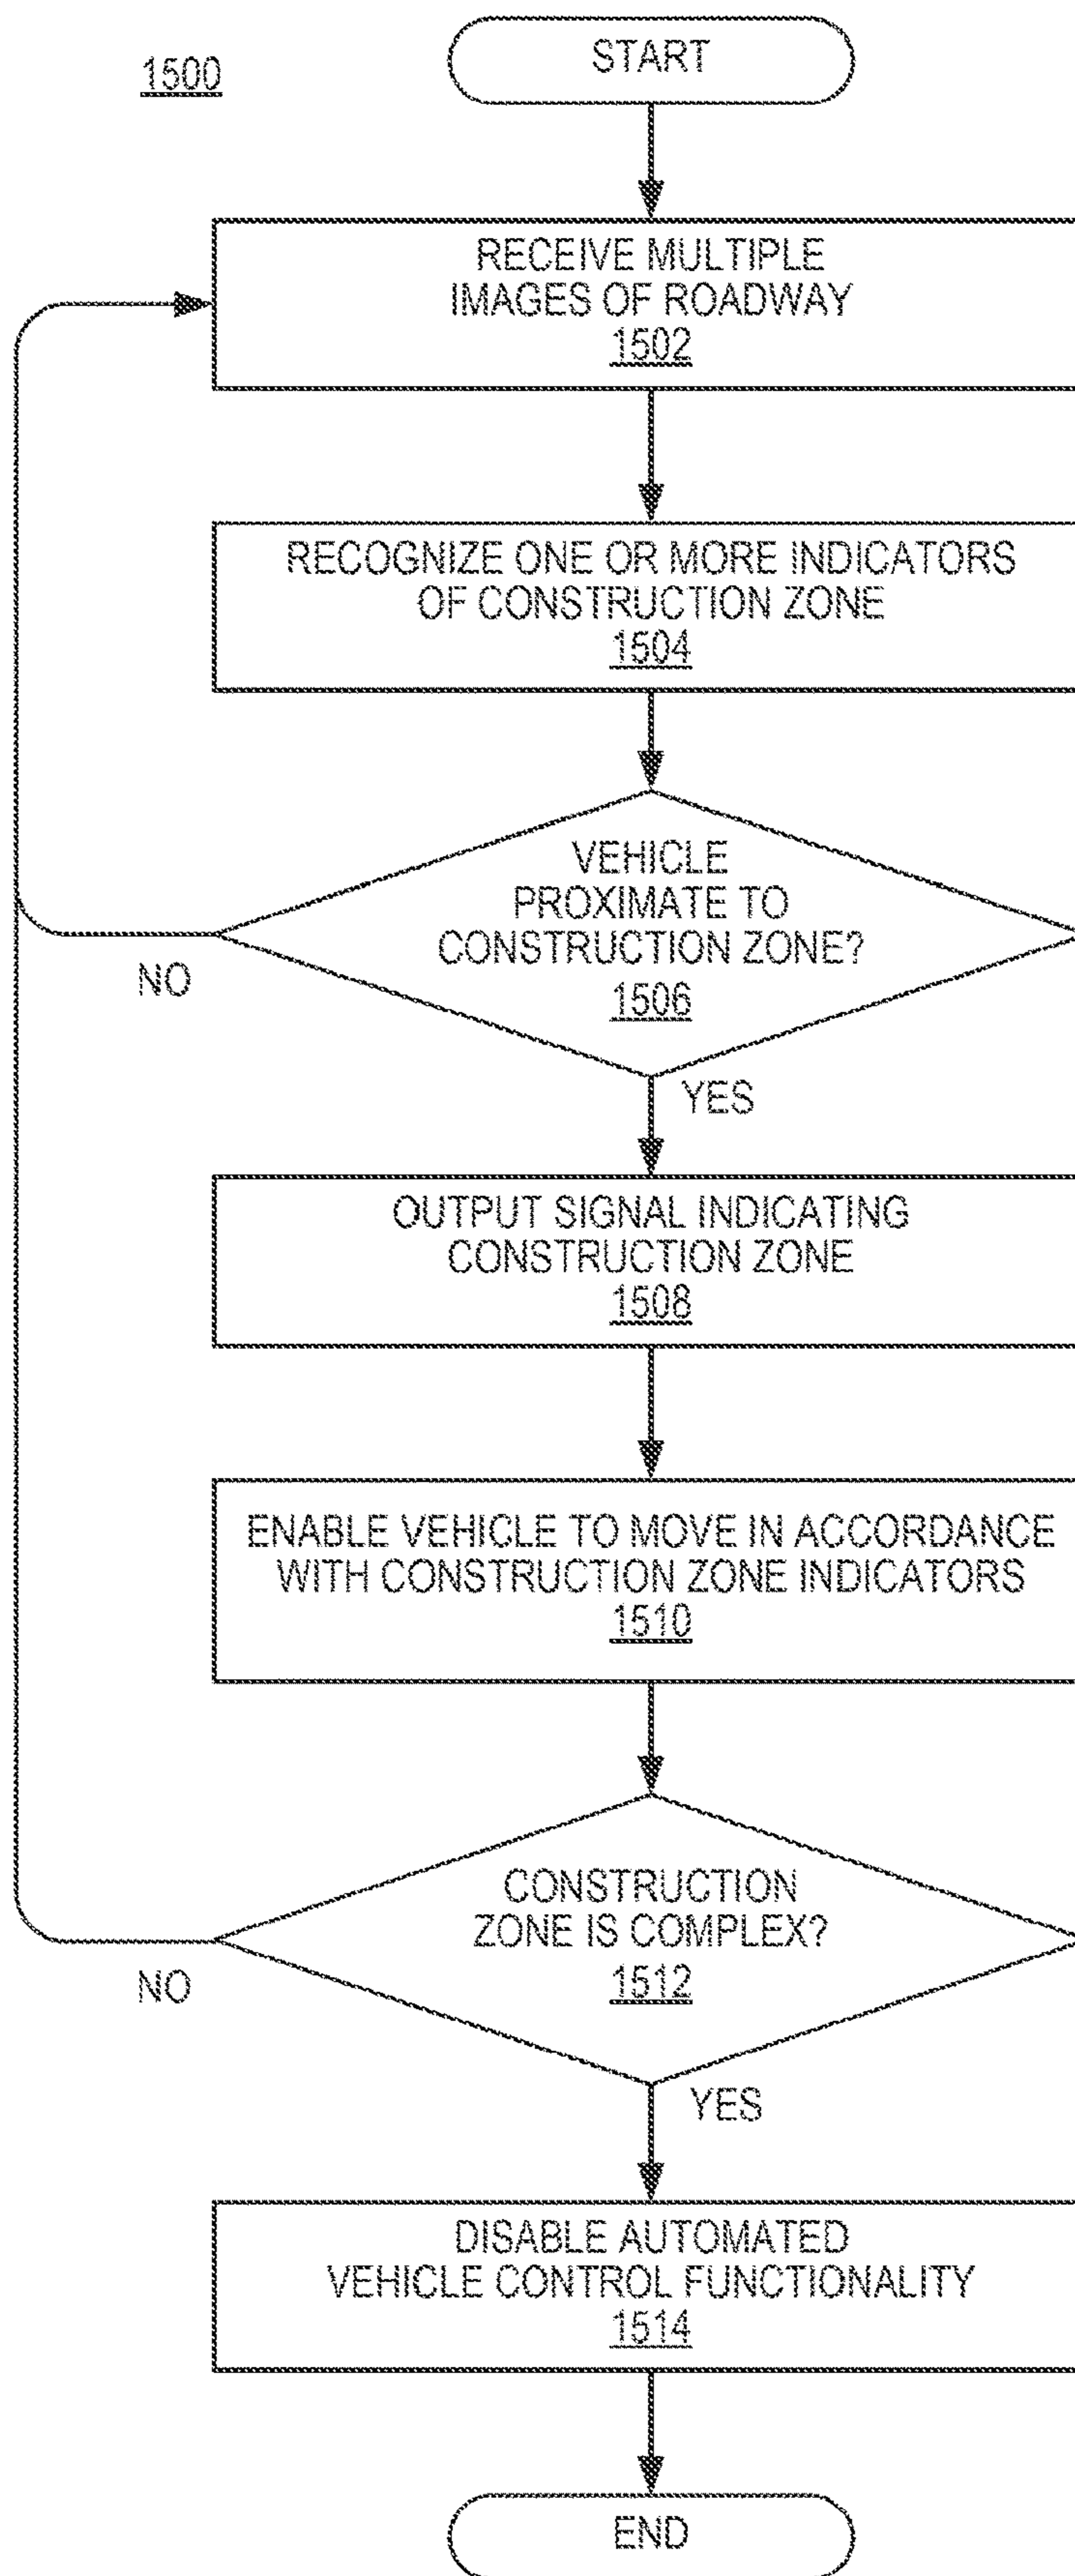 1500
START
RECEIVE MULTIPLE
IMAGES OF ROADWAY
1502
RECOGNIZE ONE OR MORE INDICATORS
OF CONSTRUCTION ZONE
1504
VEHICLE
PROXIMATE TO
CONSTRUCTION ZONE?
1506
NO
YES
OUTPUT SIGNAL INDICATING
CONSTRUCTION ZONE
1508
ENABLE VEHICLE TO MOVE IN ACCORDANCE
WITH CONSTRUCTION ZONE INDICATORS
1510
CONSTRUCTION
ZONE IS COMPLEX?
1512
NO
YES
DISABLE AUTOMATED
VEHICLE CONTROL FUNCTIONALITY
1514
END